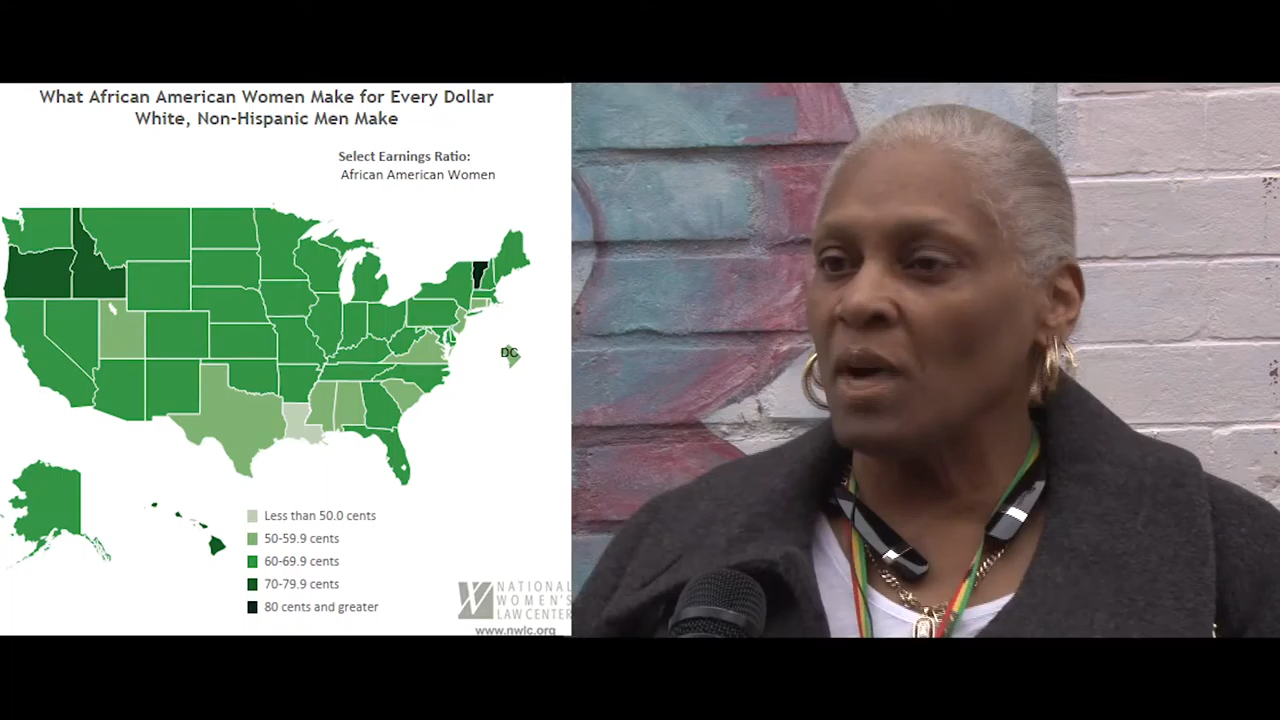 What African American Women Make for Every Dollar
White, Non-Hispanic Men Make
Select Earnings Ratio:
African American Women
DC
Less than 50.0 cents
50-59.9 cents
60-69.9 cents
70-79.9 cents
80 cents and greater
NATIONAL
WOMEN'S
LAW CENTER
www.nwlc.org